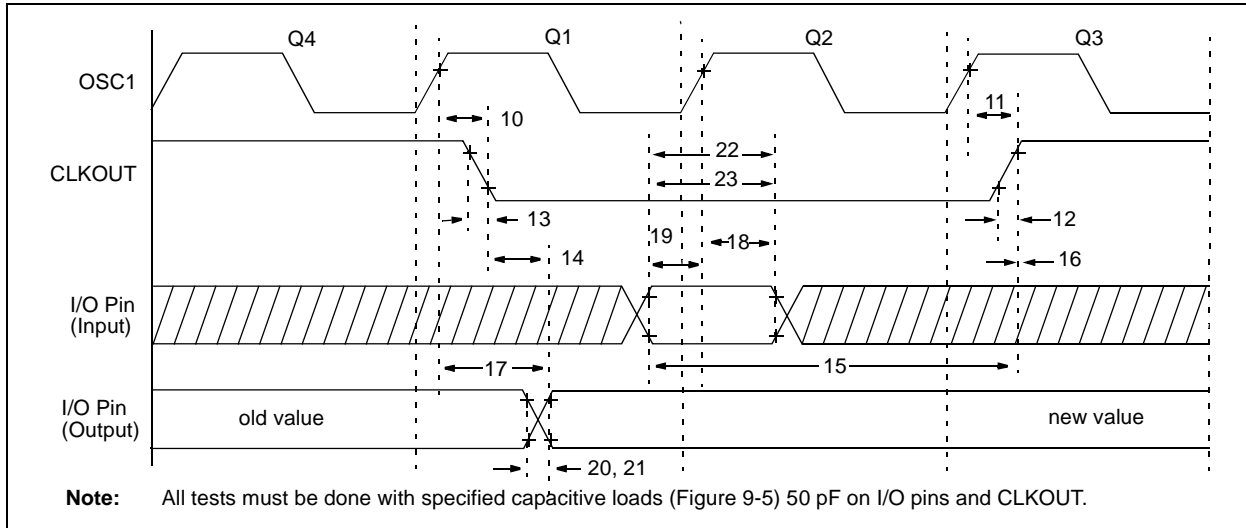 Q4 Q1 Q2 Q3
OSC1
10
11
22
CLKOUT
23
13
12
19
18
14
16
I/O Pin
(Input)
17
15
I/O Pin
(Output)
old value
new value
20, 21
Note: All tests must be done with specified capacitive loads (Figure 9-5) 50 pF on I/O pins and CLKOUT.